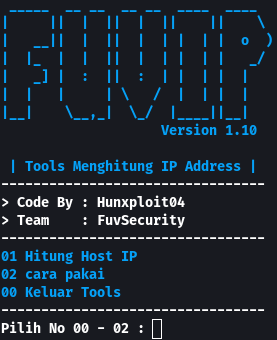 FUVIP
Version 1.10
| Tools Menghitung IP Address |
---------------------------------
> Code By : Hunxploit04
> Team    : FuvSecurity
---------------------------------
01 Hitung Host IP
02 cara pakai
00 Keluar Tools
---------------------------------
Pilih No 00 - 02 :